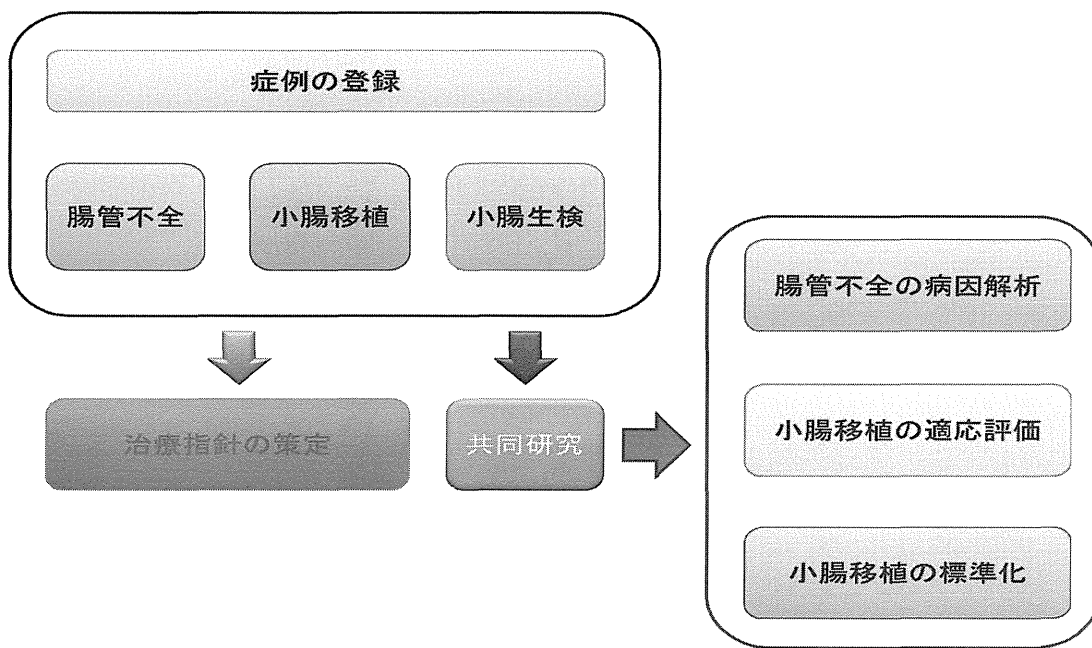 症例の登録
腸管不全
小腸移植
小腸生検
治療指針の策定
共同研究
腸管不全の病因解析
小腸移植の適応評価
小腸移植の標準化